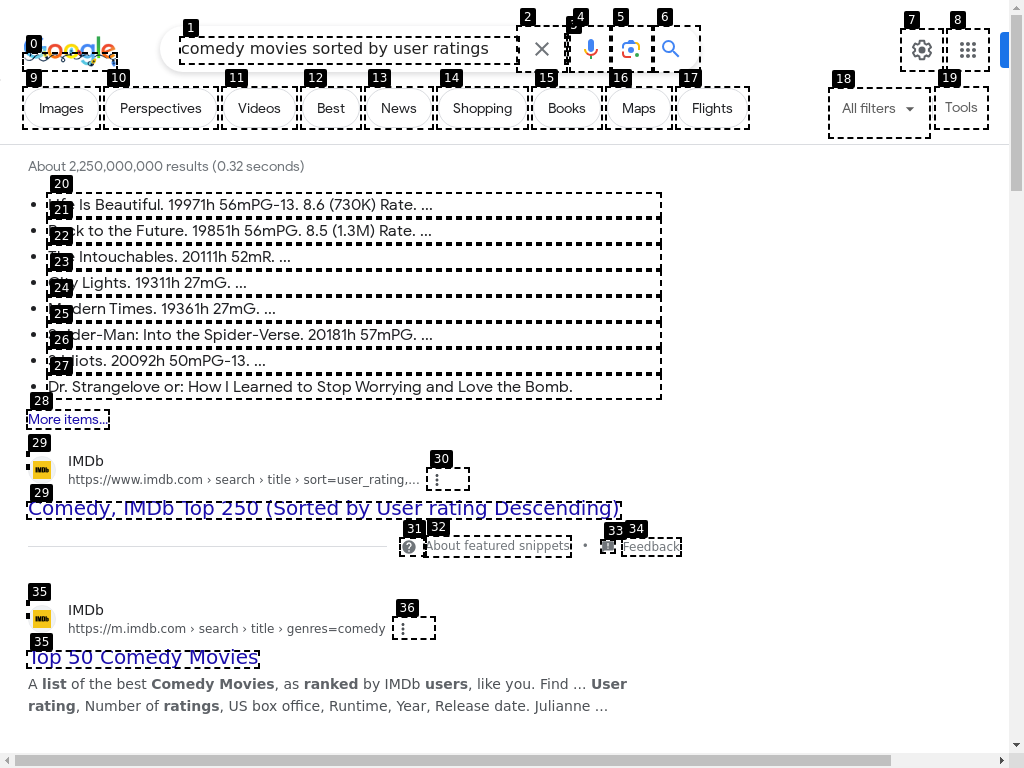 Google
comedy movies sorted by user ratings
0
1
2
4
5
6
7
8
9
10
11
12
13
14
15
16
17
18
19
Images
Perspectives
Videos
Best
News
Shopping
Books
Maps
Flights
All filters
Tools
About 2,250,000,000 results (0.32 seconds)
20
Is Beautiful. 19971h 56mPG-13. 8.6 (730K) Rate. ...
21
ck to the Future. 19851h 56mPG. 8.5 (1.3M) Rate. ...
22
Intouchables. 20111h 52mR. ...
23
Lights. 19311h 27mG. ...
24
dern Times. 19361h 27mG. ...
25
der-Man: Into the Spider-Verse. 20181h 57mPG. ...
26
diots. 20092h 50mPG-13. ...
27
Dr. Strangelove or: How I Learned to Stop Worrying and Love the Bomb.
28
More items...
29
IMDb
IMDb
30
https://www.imdb.com › search › title › sort=user_rating,...
29
Comedy, IMDb Top 250 (Sorted by User rating Descending)
31
32
33
34
About featured snippets
•
Feedback
35
IMDb
IMDb
36
https://m.imdb.com › search › title › genres=comedy
35
Top 50 Comedy Movies
A list of the best Comedy Movies, as ranked by IMDb users, like you. Find ... User
rating, Number of ratings, US box office, Runtime, Year, Release date. Julianne ...